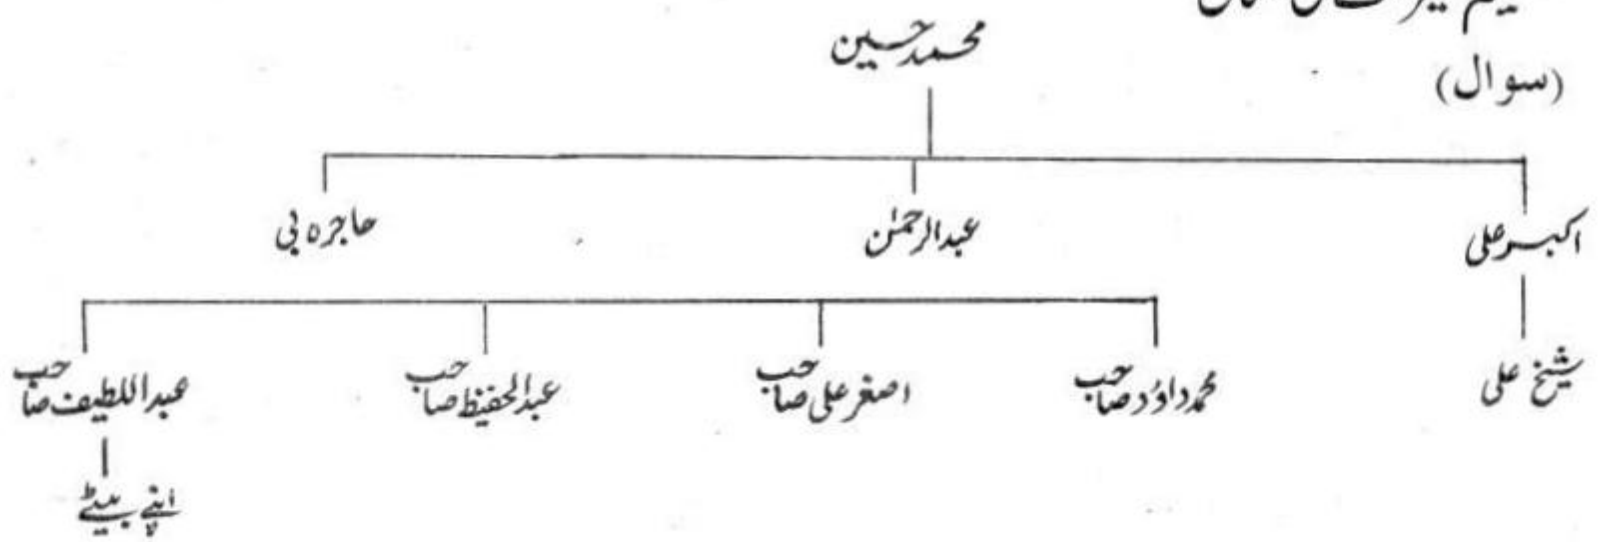 محمد حسین
(سوال)
اکبر علی عبدالرحمٰن حاجرہ بی
شیخ علی محمد داؤد صاحب اصغر علی صاحب عبدالحفیظ صاحب عبداللطیف صاحب
اپنے بیٹے